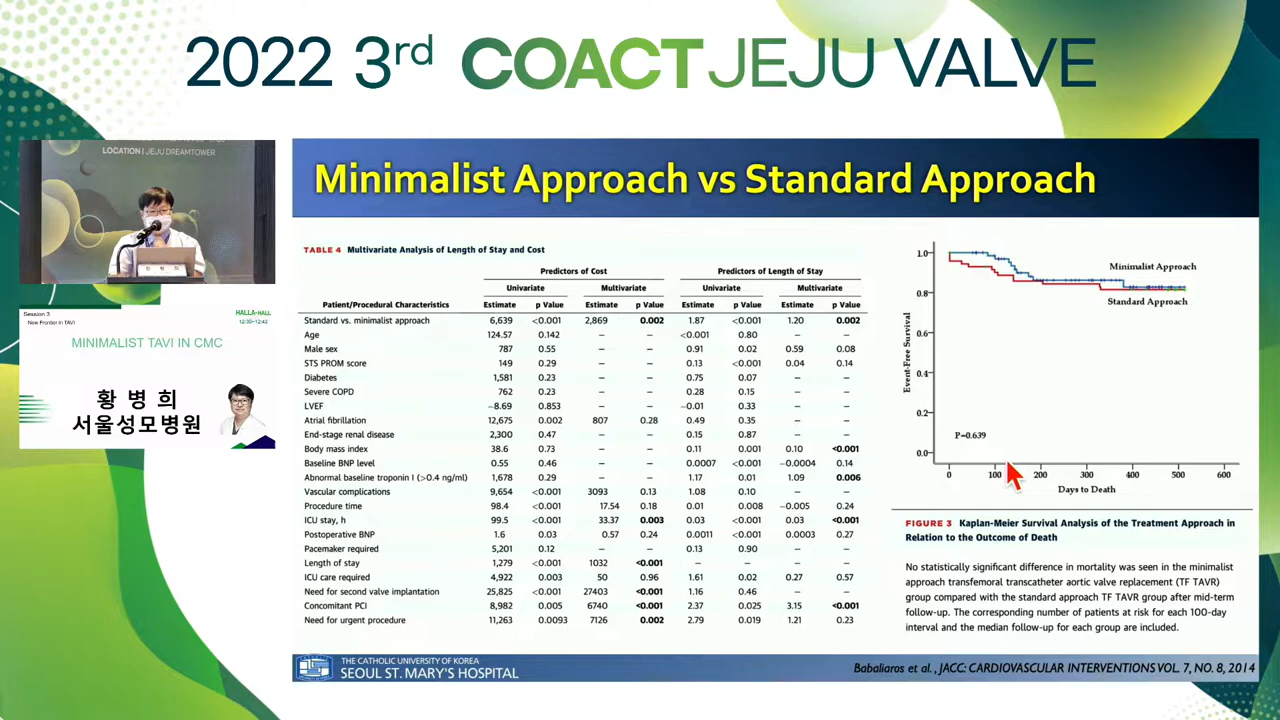 2022 3rd COACT JEJU VALVE
LOCATION | JEJU DREAMTOWER
황 병 희
Session 3
New Frontier in TAVI
HALLA-HALL
12:30~12:42
MINIMALIST TAVI IN CMC
황 병 희
서울성모병원
Minimalist Approach vs Standard Approach
TABLE 4 Multivariate Analysis of Length of Stay and Cost
Predictors of Cost Predictors of Length of Stay
Univariate Multivariate Univariate Multivariate
Patient/Procedural Characteristics Estimate p Value Estimate p Value Estimate p Value Estimate p Value
Standard vs. minimalist approach 6,639 <0.001 2,869 0.002 1.87 <0.001 1.20 0.002
Age 124.57 0.142 – – <0.001 0.80 – –
Male sex 787 0.55 – – 0.91 0.02 0.59 0.08
STS PROM score 149 0.29 – – 0.13 <0.001 0.04 0.14
Diabetes 1,581 0.23 – – 0.75 0.07 – –
Severe COPD 762 0.23 – – 0.28 0.15 – –
LVEF −8.69 0.853 – – −0.01 0.33 – –
Atrial fibrillation 12,675 0.002 807 0.28 0.49 0.35 – –
End-stage renal disease 2,300 0.47 – – 0.15 0.87 – –
Body mass index 38.6 0.73 – – 0.11 0.001 0.10 <0.001
Baseline BNP level 0.55 0.46 – – 0.0007 <0.001 −0.0004 0.14
Abnormal baseline troponin I (>0.4 ng/ml) 1,678 0.29 – – 1.17 0.01 1.09 0.006
Vascular complications 9,654 <0.001 3093 0.13 1.08 0.10 – –
Procedure time 98.4 <0.001 17.54 0.18 0.01 0.008 −0.005 0.24
ICU stay, h 99.5 <0.001 33.37 0.003 0.03 <0.001 0.03 <0.001
Postoperative BNP 1.6 0.03 0.57 0.24 0.0011 <0.001 0.0003 0.27
Pacemaker required 5,201 0.12 – – 0.13 0.90 – –
Length of stay 1,279 <0.001 1032 <0.001 – – – –
ICU care required 4,922 0.003 50 0.96 1.61 0.02 0.27 0.57
Need for second valve implantation 25,825 <0.001 27403 <0.001 1.16 0.46 – –
Concomitant PCI 8,982 0.005 6740 <0.001 2.37 0.025 3.15 <0.001
Need for urgent procedure 11,263 0.0093 7126 0.002 2.79 0.019 1.21 0.23
Event-Free Survival
1.0
0.8
0.6
0.4
0.2
0.0
Minimalist Approach
Standard Approach
P=0.639
0 100 200 300 400 500 600
Days to Death
FIGURE 3 Kaplan-Meier Survival Analysis of the Treatment Approach in
Relation to the Outcome of Death
No statistically significant difference in mortality was seen in the minimalist
approach transfemoral transcatheter aortic valve replacement (TF TAVR)
group compared with the standard approach TF TAVR group after mid-term
follow-up. The corresponding number of patients at risk for each 100-day
interval and the median follow-up for each group are included.
THE CATHOLIC UNIVERSITY OF KOREA
SEOUL ST. MARY'S HOSPITAL
Babaliaros et al., JACC: CARDIOVASCULAR INTERVENTIONS VOL. 7, NO. 8, 2014